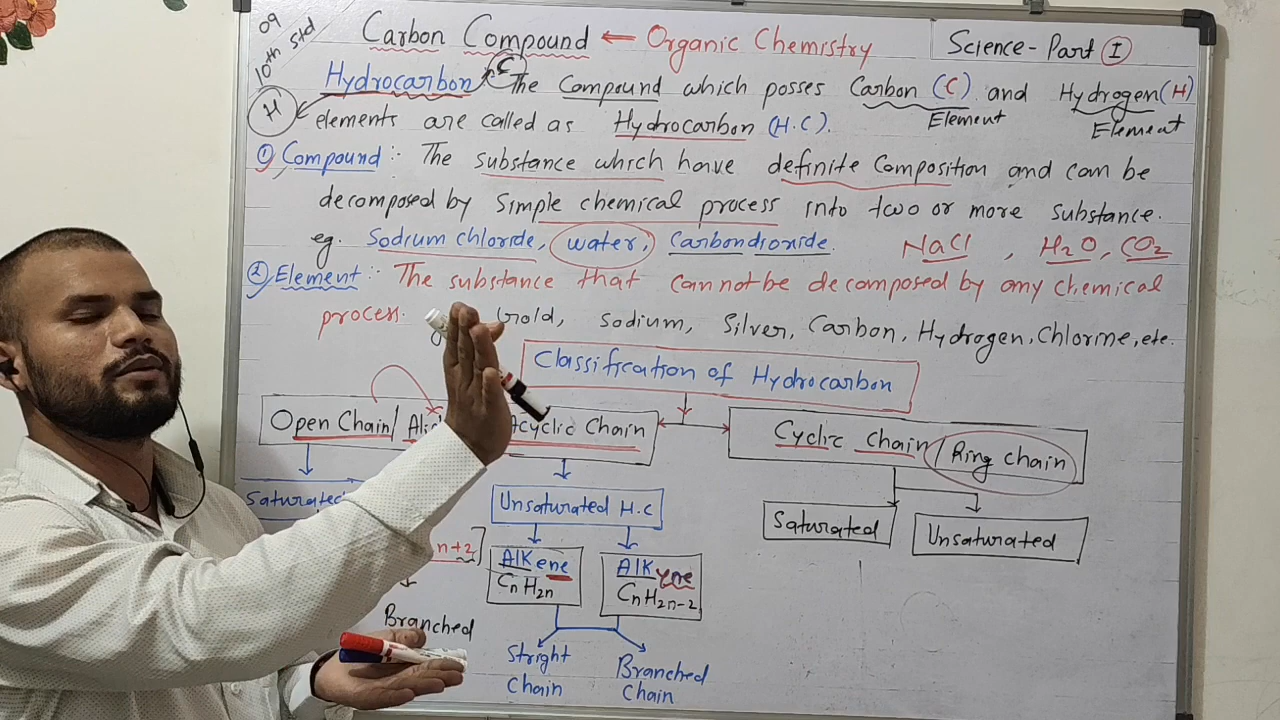 09
10th std
Carbon Compound ← Organic Chemistry
Science-Part I
Hydrocarbon C The Compound which posses Carbon (C) and Hydrogen(H)
H elements are called as Hydrocarbon (H.C).
Element
Element
① Compound :- The substance which have definite Composition and can be
decomposed by simple chemical process into two or more substance.
eg. Sodium chloride, water, Carbondioxide. NaCl, H2O, CO2
② Element :- The substance that cannot be decomposed by any chemical
process. Gold, Sodium, Silver, Carbon, Hydrogen, Chlorine, etc.
Classification of Hydrocarbon
Open Chain/
Acyclic Chain
Cyclic chain/ Ring chain
Saturated
Unsaturated H.C
Saturated
Unsaturated
n+2]
Alkene
CnH2n
Alkyne
CnH2n-2
Branched
Stright
Chain
Branched
Chain